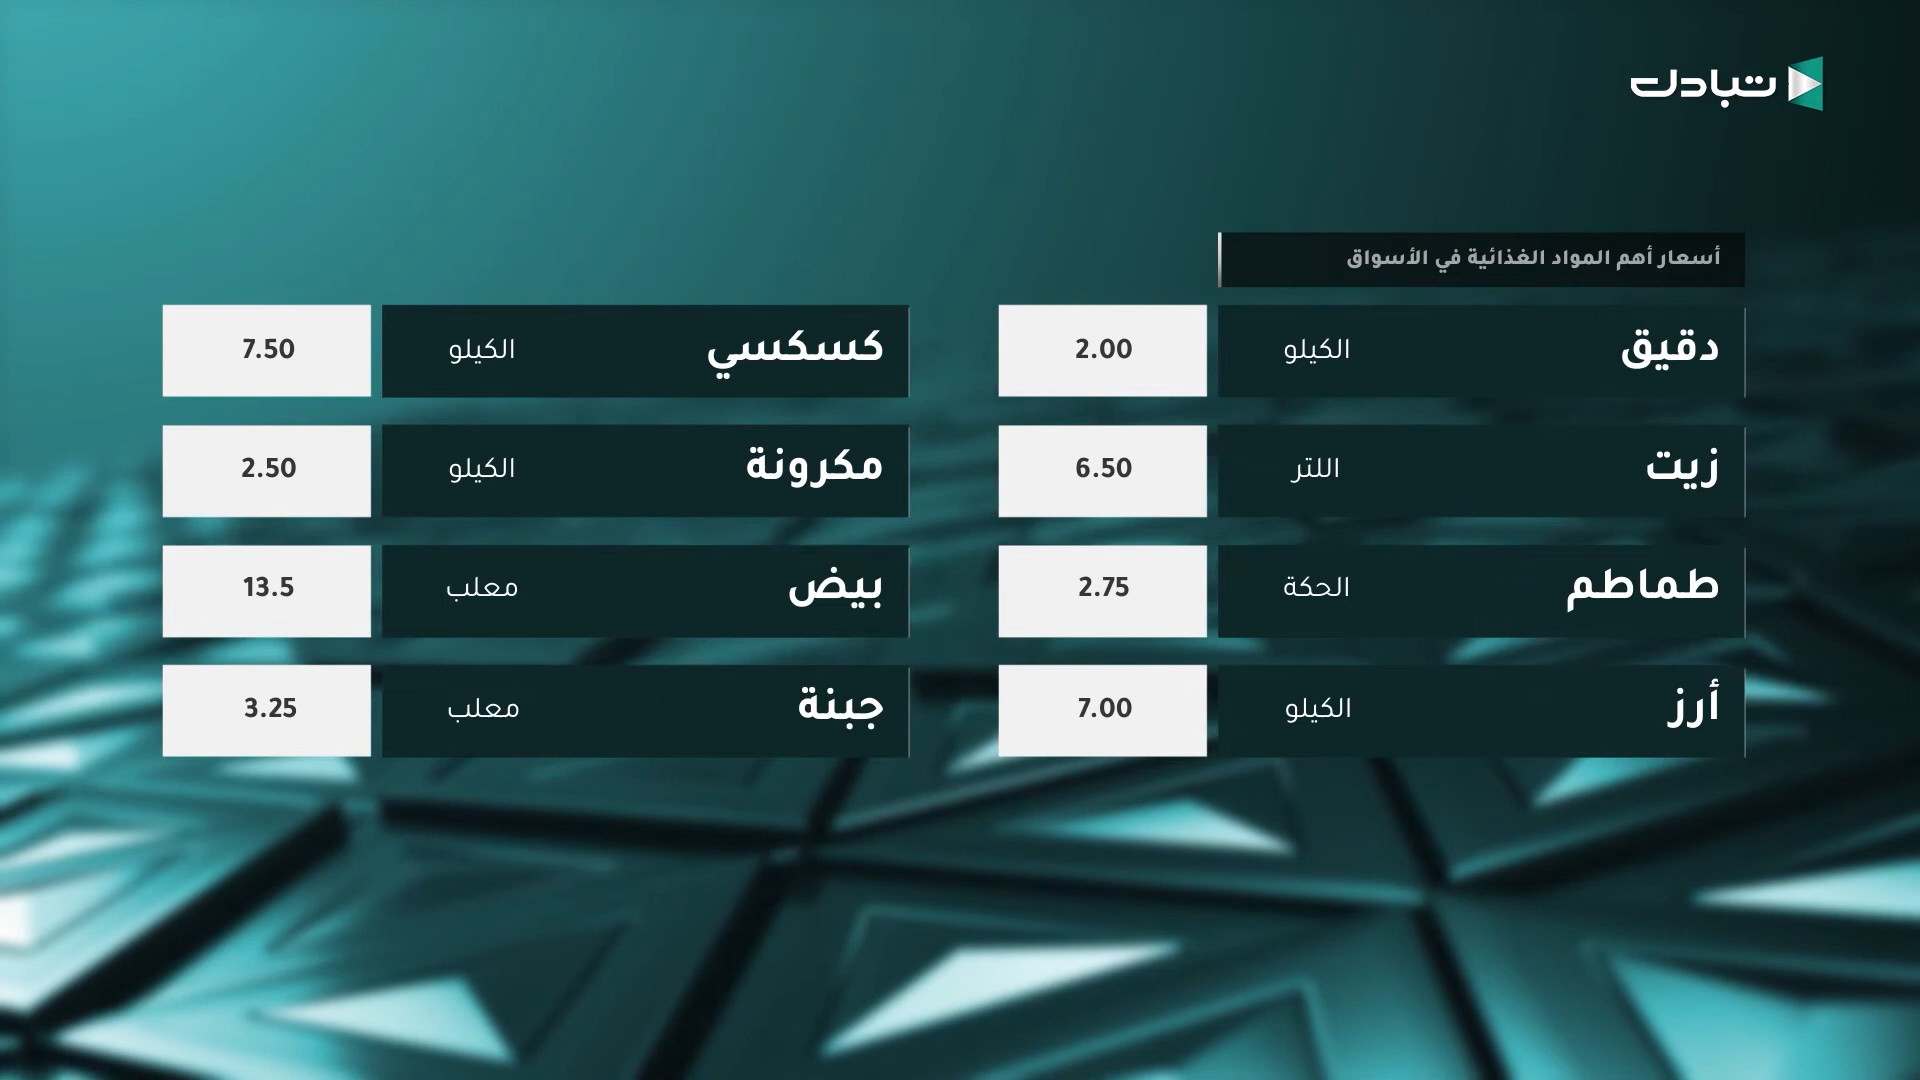 تبادل
أسعار أهم المواد الغذائية في الأسواق
دقيق الكيلو 2.00
زيت اللتر 6.50
طماطم الحكة 2.75
أرز الكيلو 7.00
كسكسي الكيلو 7.50
مكرونة الكيلو 2.50
بيض معلب 13.5
جبنة معلب 3.25